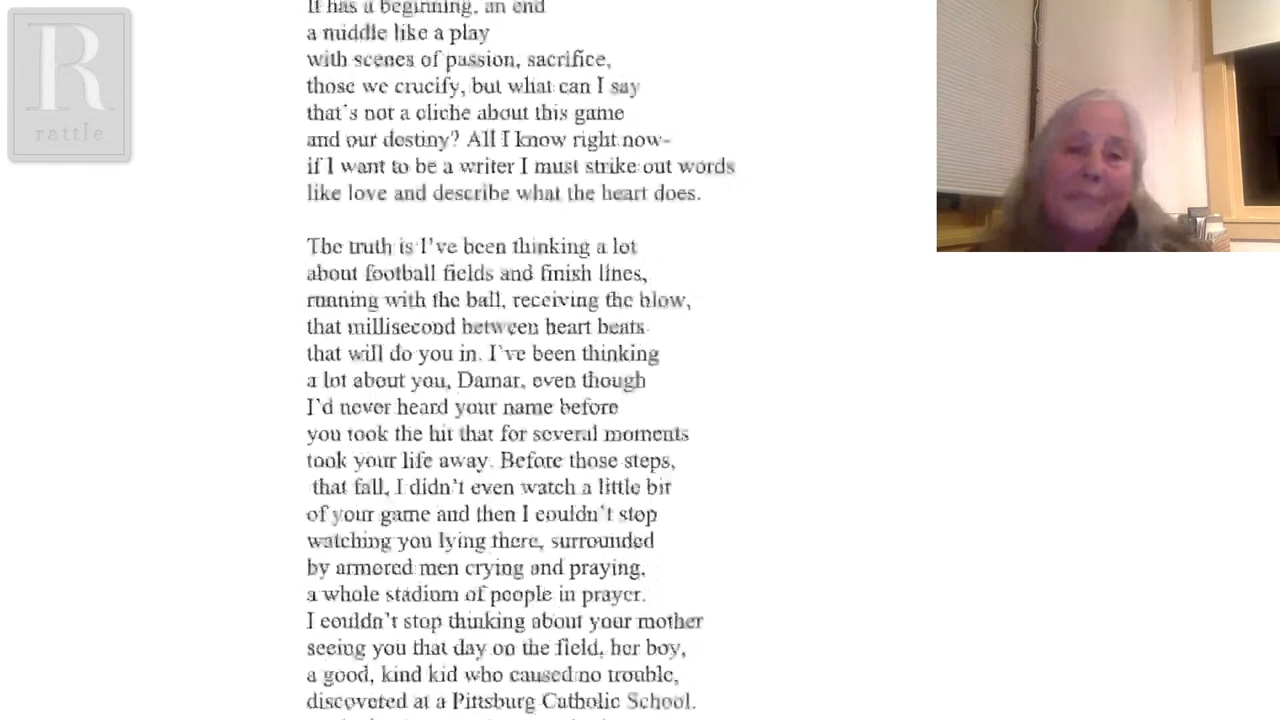 R
rattle
It has a beginning, an end
a middle like a play
with scenes of passion, sacrifice,
those we crucify, but what can I say
that's not a cliche about this game
and our destiny? All I know right now-
if I want to be a writer I must strike out words
like love and describe what the heart does.
The truth is I've been thinking a lot
about football fields and finish lines,
running with the ball, receiving the blow,
that millisecond between heart beats
that will do you in. I've been thinking
a lot about you, Damar, even though
I'd never heard your name before
you took the hit that for several moments
took your life away. Before those steps,
that fall, I didn't even watch a little bit
of your game and then I couldn't stop
watching you lying there, surrounded
by armored men crying and praying,
a whole stadium of people in prayer.
I couldn't stop thinking about your mother
seeing you that day on the field, her boy,
a good, kind kid who caused no trouble,
discovered at a Pittsburg Catholic School.